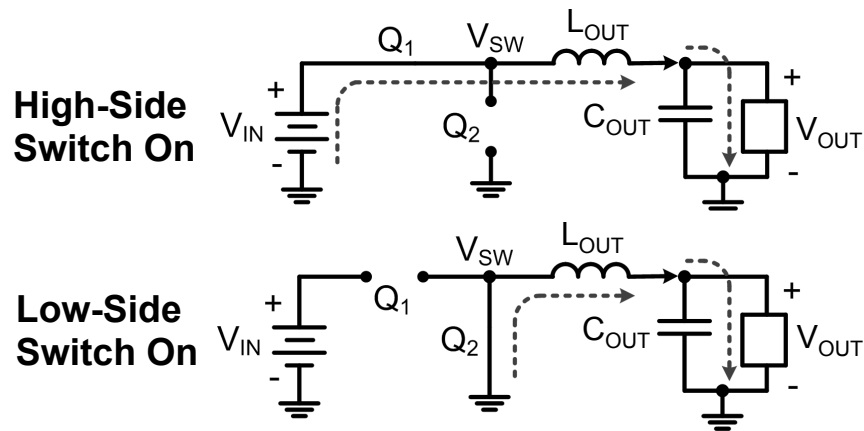 High-Side
Switch On
Q1
VSW
LOUT
+
VIN
-
Q2
COUT
+
VOUT
-
Low-Side
Switch On
VSW
LOUT
Q1
+
VIN
-
Q2
COUT
+
VOUT
-